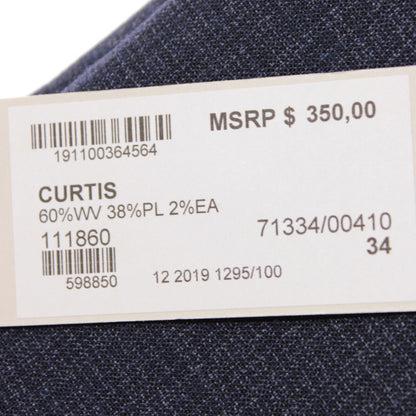 MSRP $ 350,00
191100364564
CURTIS
60%WV 38%PL 2%EA
111860
71334/00410
34
598850
12 2019 1295/100